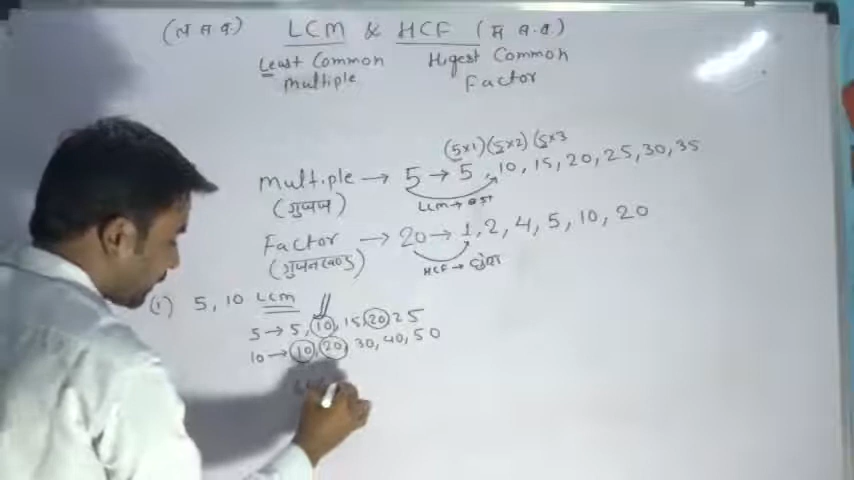 (ल स व.) LCM & HCF (म स.व.)
Least Common Higest Common
multiple Factor
(5×1)(5×2)(5×3
multiple → 5 → 5, 10, 15, 20, 25, 30, 35
LCM →
Factor → 20 → 1, 2, 4, 5, 10, 20
HCF →
(1) 5, 10 LCM
5 → 5, 10, 15, 20 25
10 → 10, 20, 30, 40, 50